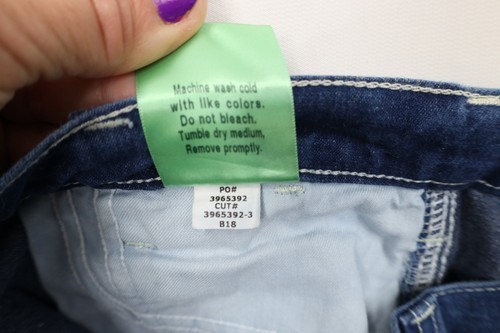 Machine wash cold
with like colors.
Do not bleach.
Tumble dry medium,
Remove promptly.
PO#
3965392
CUT#
3965392-3
B18